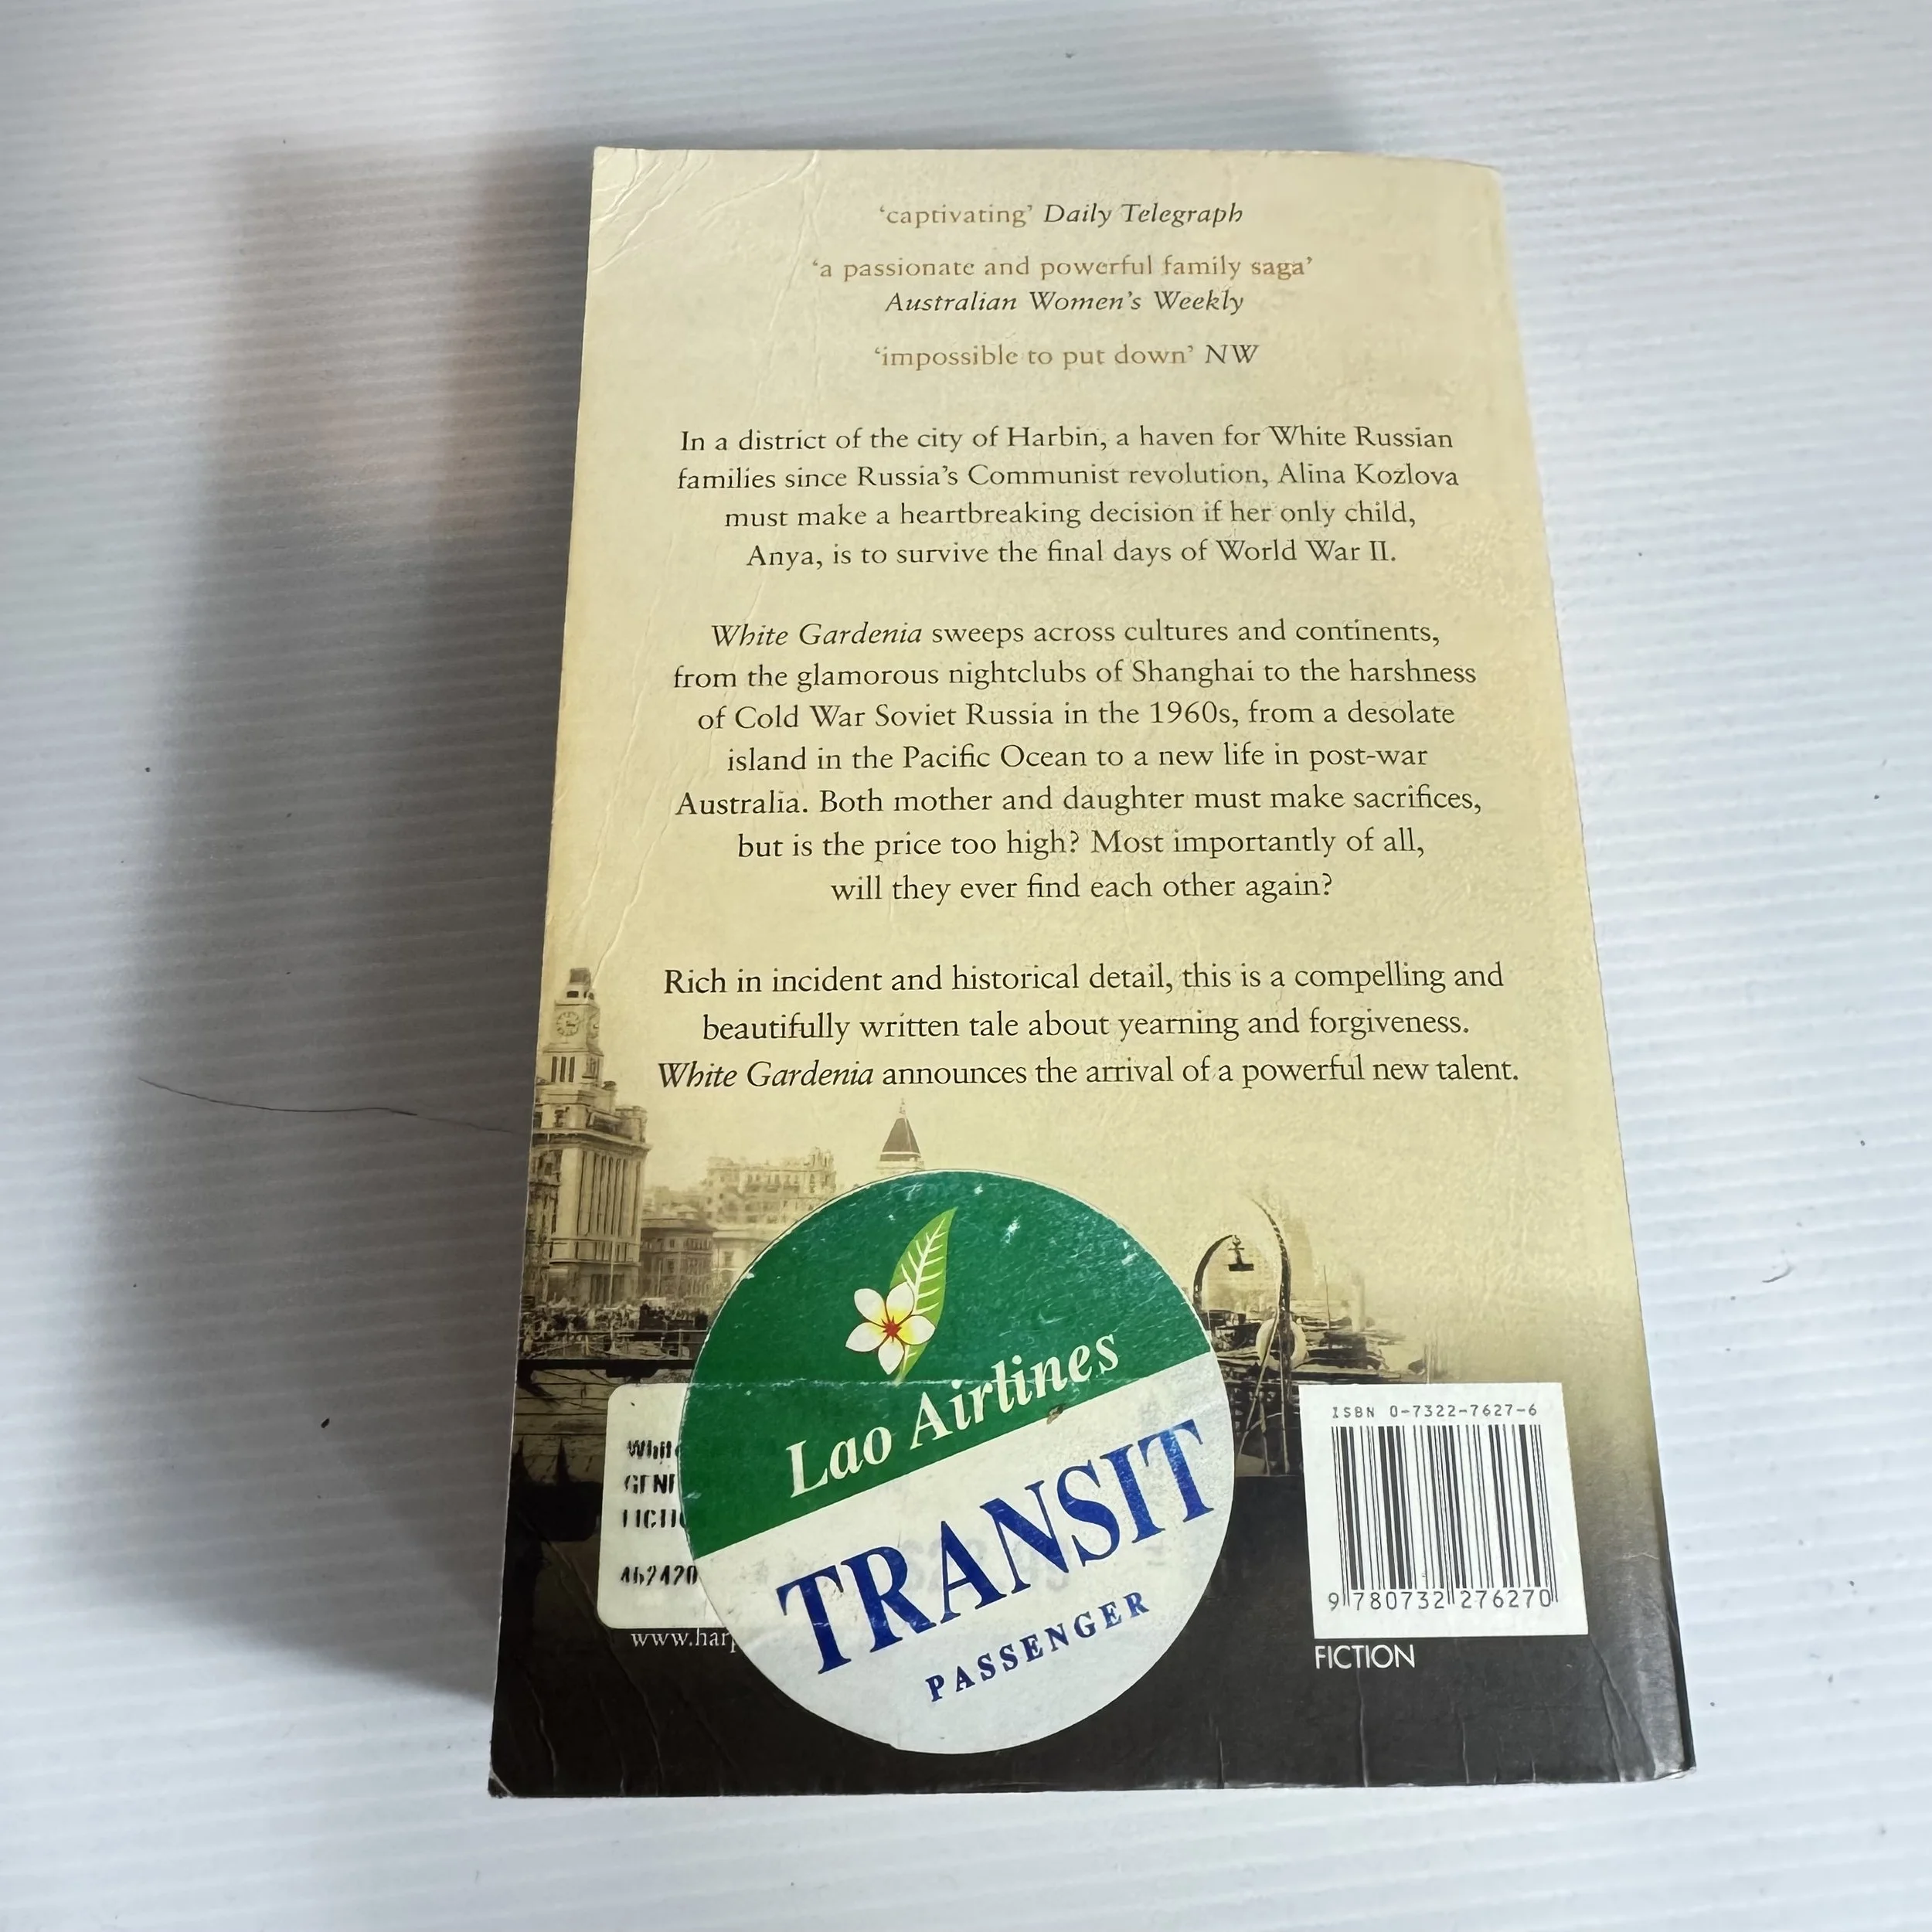 ‘captivating’ Daily Telegraph
‘a passionate and powerful family saga’
Australian Women’s Weekly
‘impossible to put down’ NW
In a district of the city of Harbin, a haven for White Russian
families since Russia’s Communist revolution, Alina Kozlova
must make a heartbreaking decision if her only child,
Anya, is to survive the final days of World War II.
White Gardenia sweeps across cultures and continents,
from the glamorous nightclubs of Shanghai to the harshness
of Cold War Soviet Russia in the 1960s, from a desolate
island in the Pacific Ocean to a new life in post-war
Australia. Both mother and daughter must make sacrifices,
but is the price too high? Most importantly of all,
will they ever find each other again?
Rich in incident and historical detail, this is a compelling and
beautifully written tale about yearning and forgiveness.
White Gardenia announces the arrival of a powerful new talent.
Lao Airlines
TRANSIT
PASSENGER
462420
www.harp
ISBN 0-7322-7627-6
9 780732 276270
FICTION